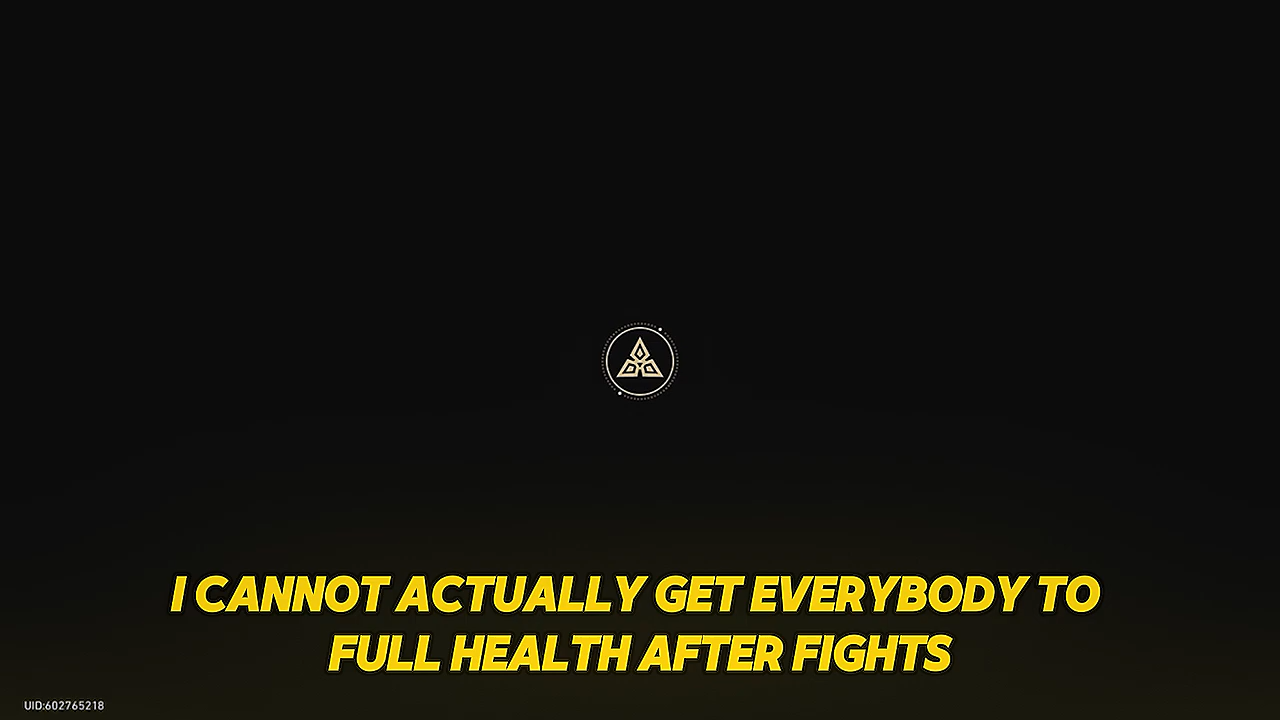 I CANNOT ACTUALLY GET EVERYBODY TO
FULL HEALTH AFTER FIGHTS
UID:602765218